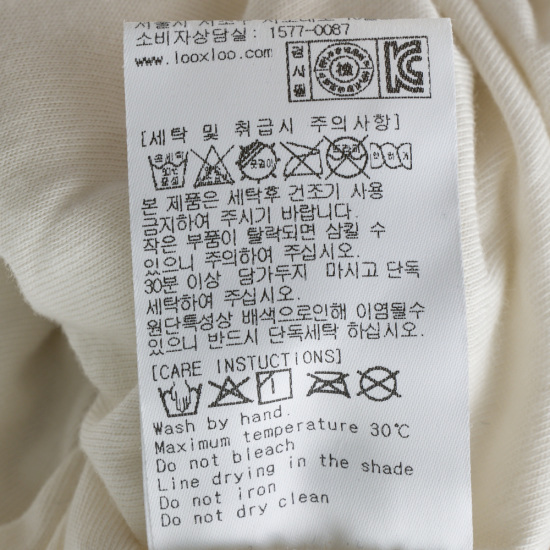 소비자상담실: 1577-0087
www.looxloo.com
검사필
[세탁 및 취급시 주의사항]
본 제품은 세탁후 건조기 사용
금지하여 주시기 바랍니다.
작은 부품이 탈락되면 삼킬 수
있으니 주의하여 주십시오.
30분 이상 담가두지 마시고 단독
세탁하여 주십시오.
원단특성상 배색으로인해 이염될수
있으니 반드시 단독세탁 하십시오.
[CARE INSTUCTIONS]
Wash by hand.
Maximum temperature 30℃
Do not bleach
Line drying in the shade
Do not iron
Do not dry clean